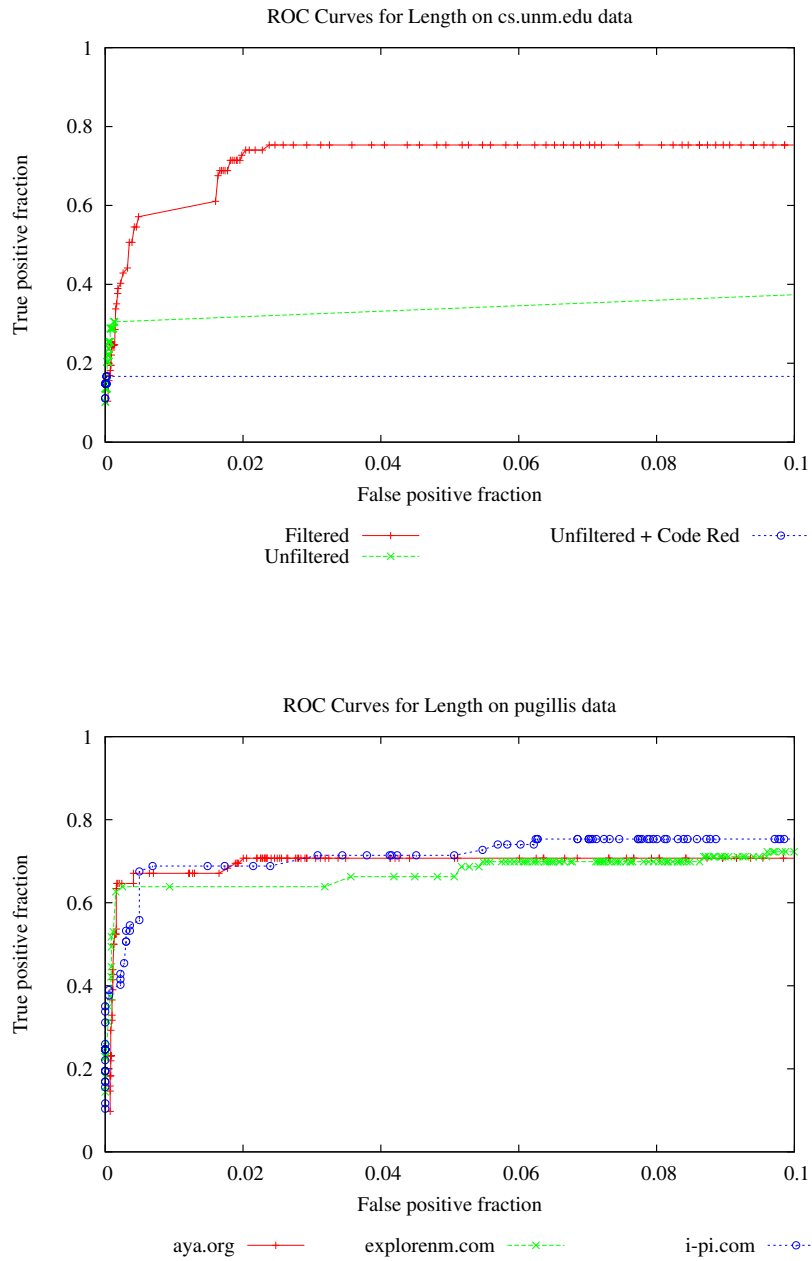 ROC Curves for Length on cs.unm.edu data
1
0.8
0.6
0.4
0.2
0
True positive fraction
0 0.02 0.04 0.06 0.08 0.1
False positive fraction
Filtered
Unfiltered
Unfiltered + Code Red
ROC Curves for Length on pugillis data
1
0.8
0.6
0.4
0.2
0
True positive fraction
0 0.02 0.04 0.06 0.08 0.1
False positive fraction
aya.org explorenm.com i-pi.com